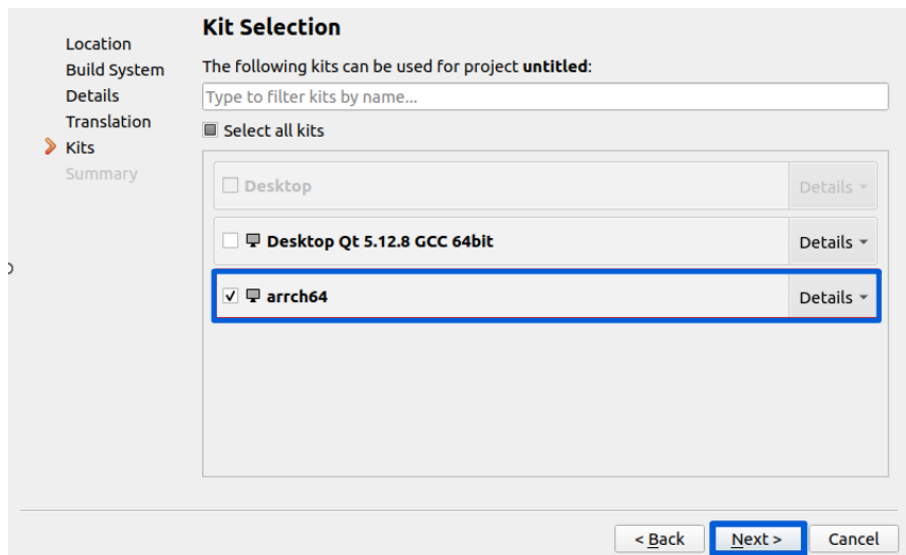 Kit Selection
Location
Build System
Details
Translation
Kits
Summary
The following kits can be used for project untitled:
Type to filter kits by name...
Select all kits
Desktop
Details
Desktop Qt 5.12.8 GCC 64bit
Details
arrch64
Details
< Back
Next >
Cancel